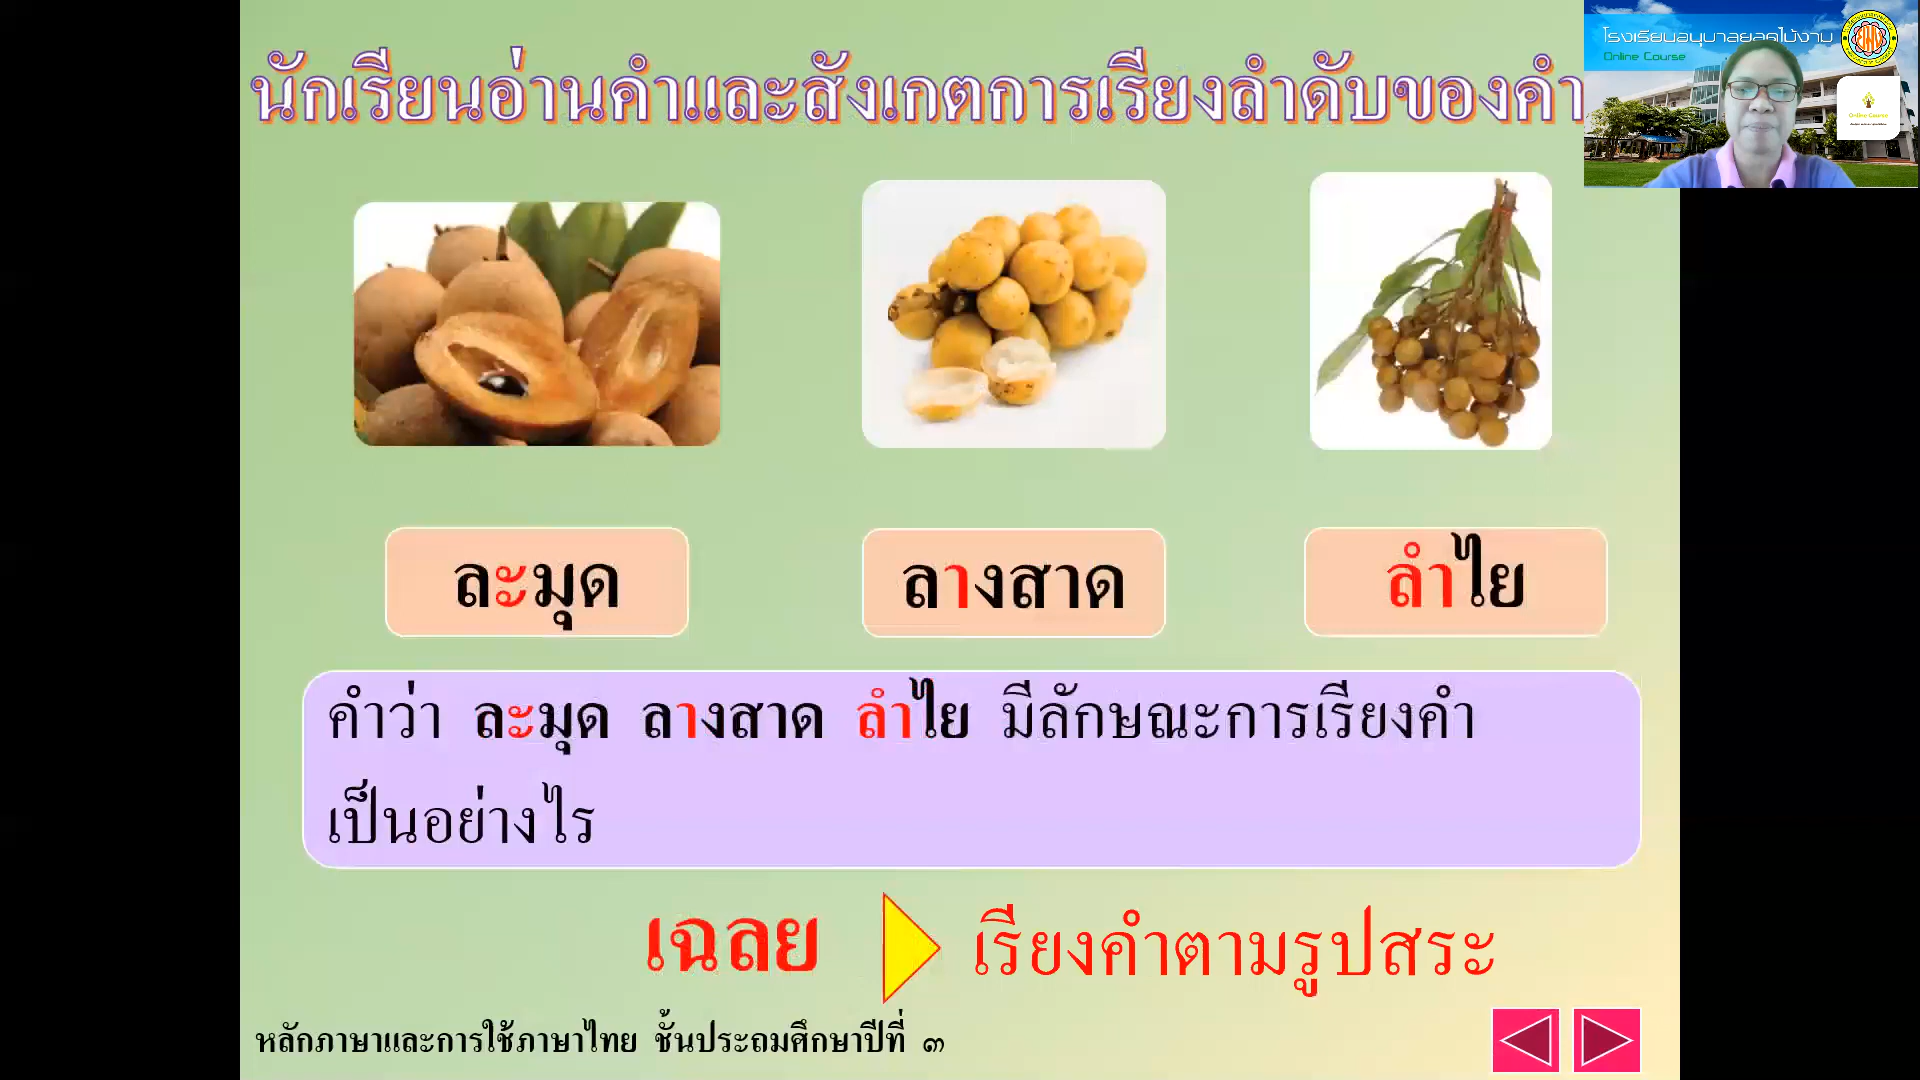 นักเรียนอ่านคำและสังเกตการเรียงลำดับของคำ
โรงเรียนอนุบาลยลดไม้งาม
Online Course
Online Course
ละมุด
ลางสาด
ลำไย
คำว่า ละมุด ลางสาด ลำไย มีลักษณะการเรียงคำ
เป็นอย่างไร
เฉลย
เรียงคำตามรูปสระ
หลักภาษาและการใช้ภาษาไทย ชั้นประถมศึกษาปีที่ ๓